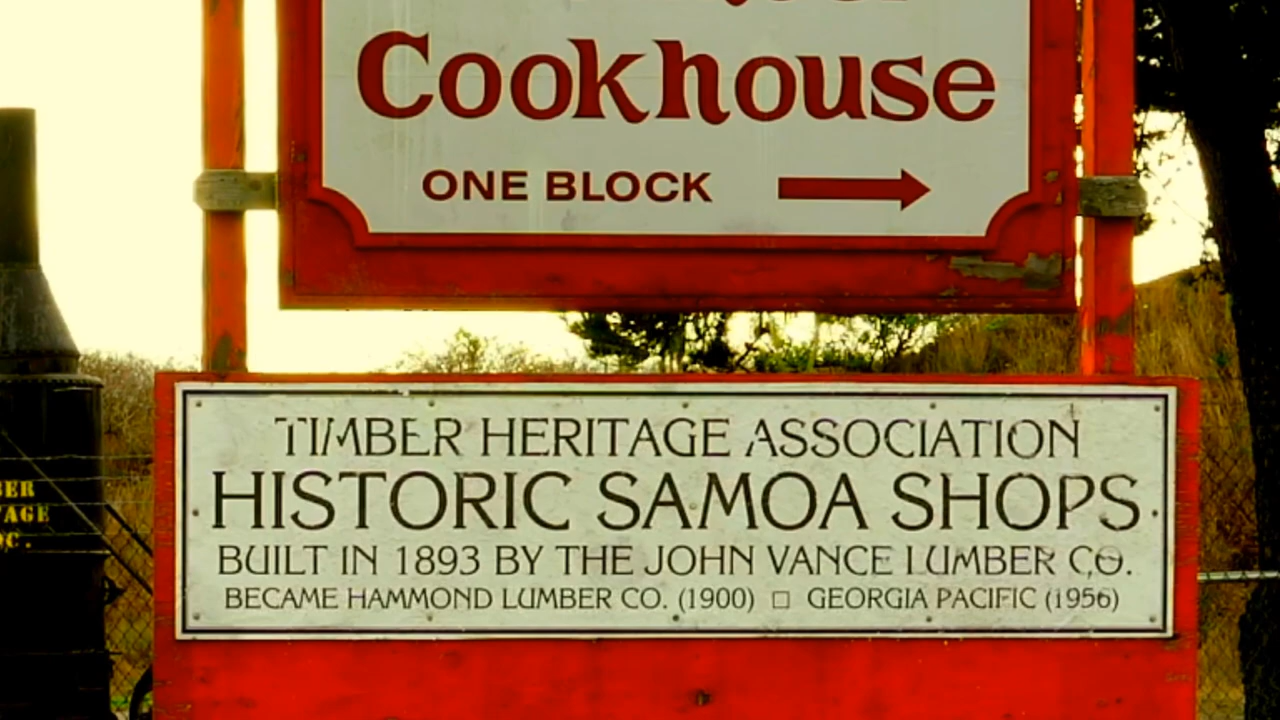 Cookhouse
ONE BLOCK
TIMBER HERITAGE ASSOCIATION
HISTORIC SAMOA SHOPS
BUILT IN 1893 BY THE JOHN VANCE LUMBER CO.
BECAME HAMMOND LUMBER CO. (1900) □ GEORGIA PACIFIC (1956)